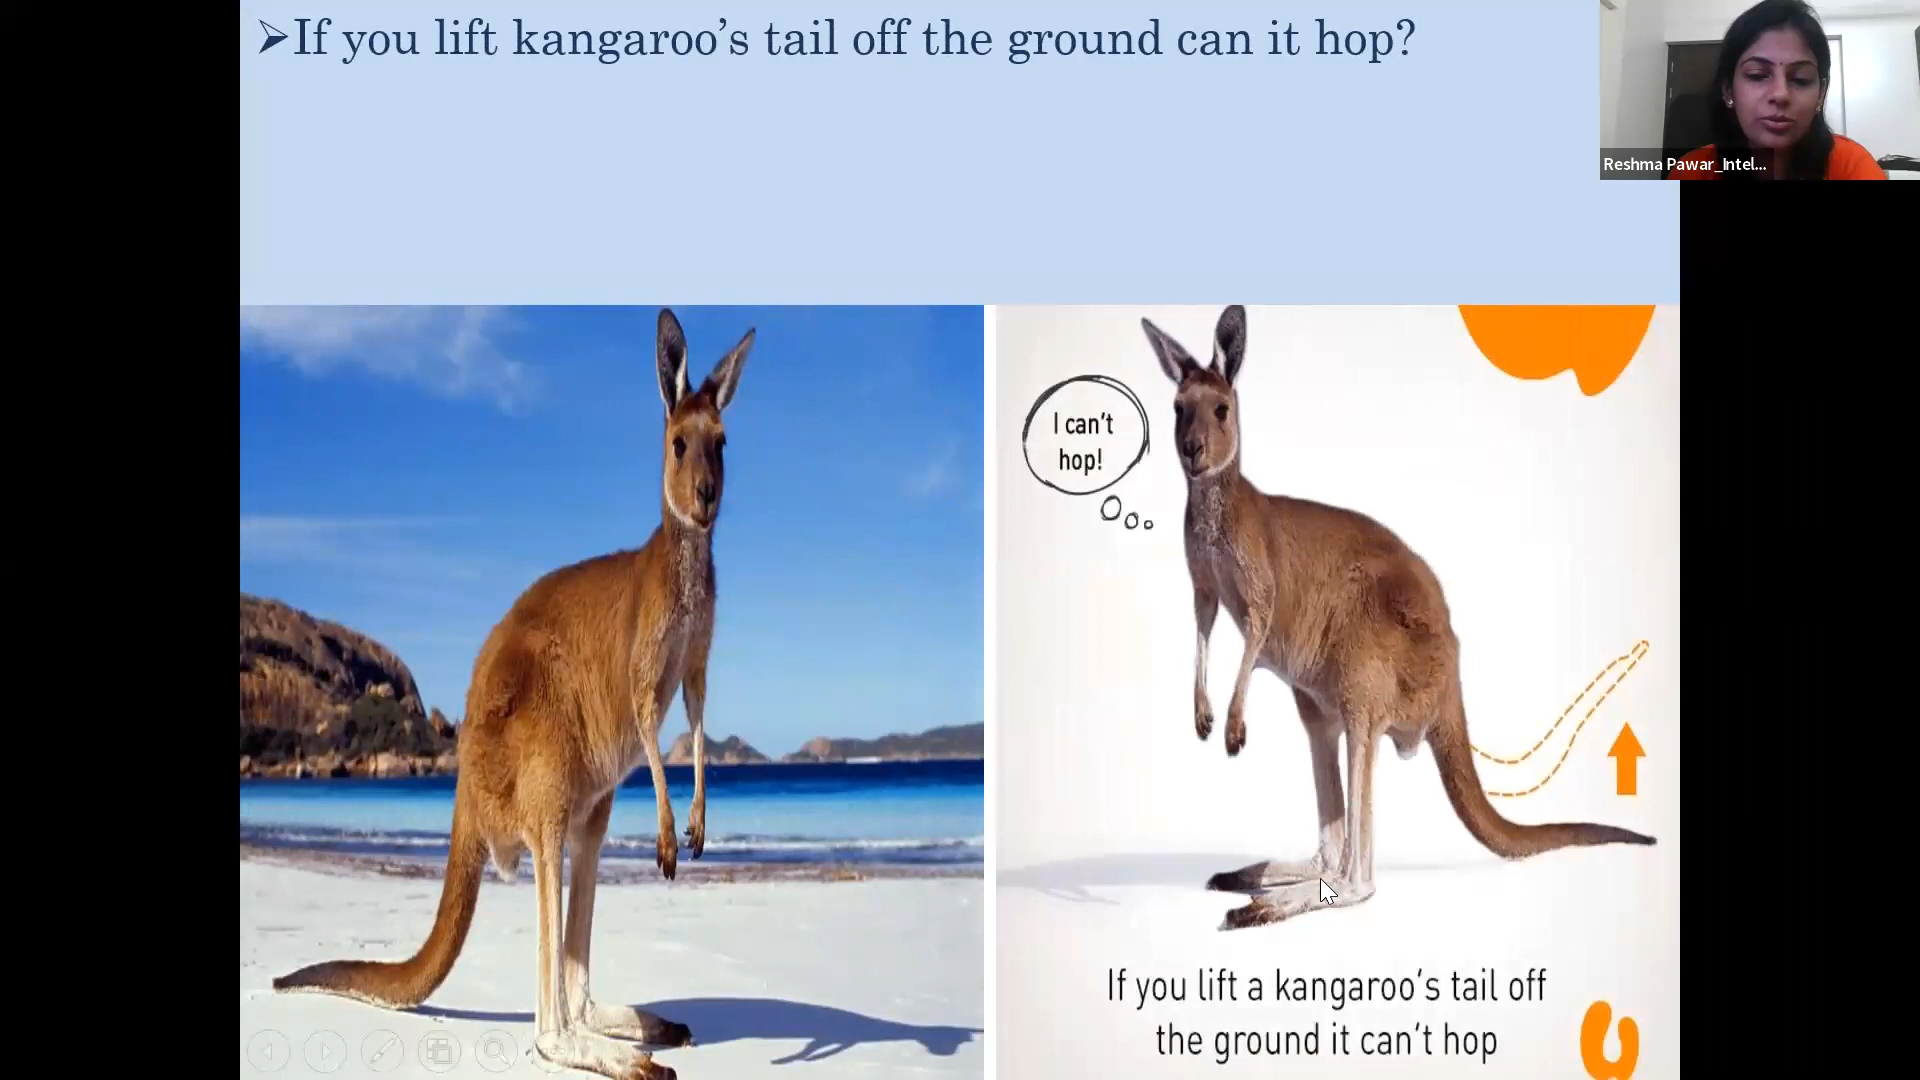 ➢If you lift kangaroo’s tail off the ground can it hop?
Reshma Pawar_Intel...
I can't
hop!
If you lift a kangaroo's tail off
the ground it can't hop